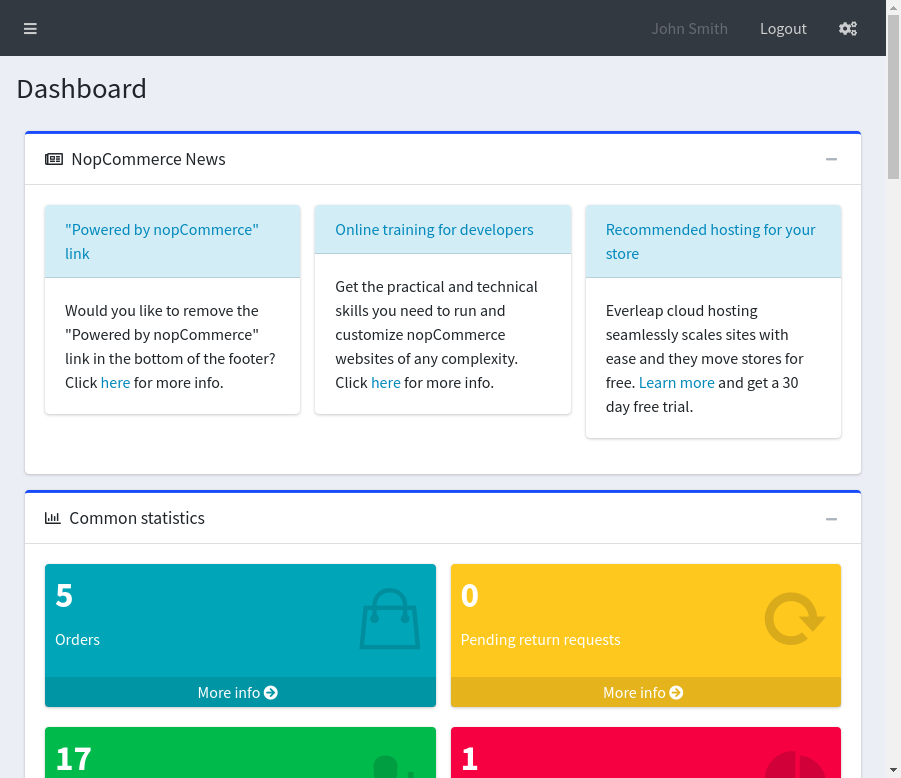 John Smith
Logout
Dashboard
NopCommerce News
"Powered by nopCommerce"
link
Would you like to remove the
"Powered by nopCommerce"
link in the bottom of the footer?
Click here for more info.
Online training for developers
Get the practical and technical
skills you need to run and
customize nopCommerce
websites of any complexity.
Click here for more info.
Recommended hosting for your
store
Everleap cloud hosting
seamlessly scales sites with
ease and they move stores for
free. Learn more and get a 30
day free trial.
Common statistics
5
Orders
More info
0
Pending return requests
More info
17
1